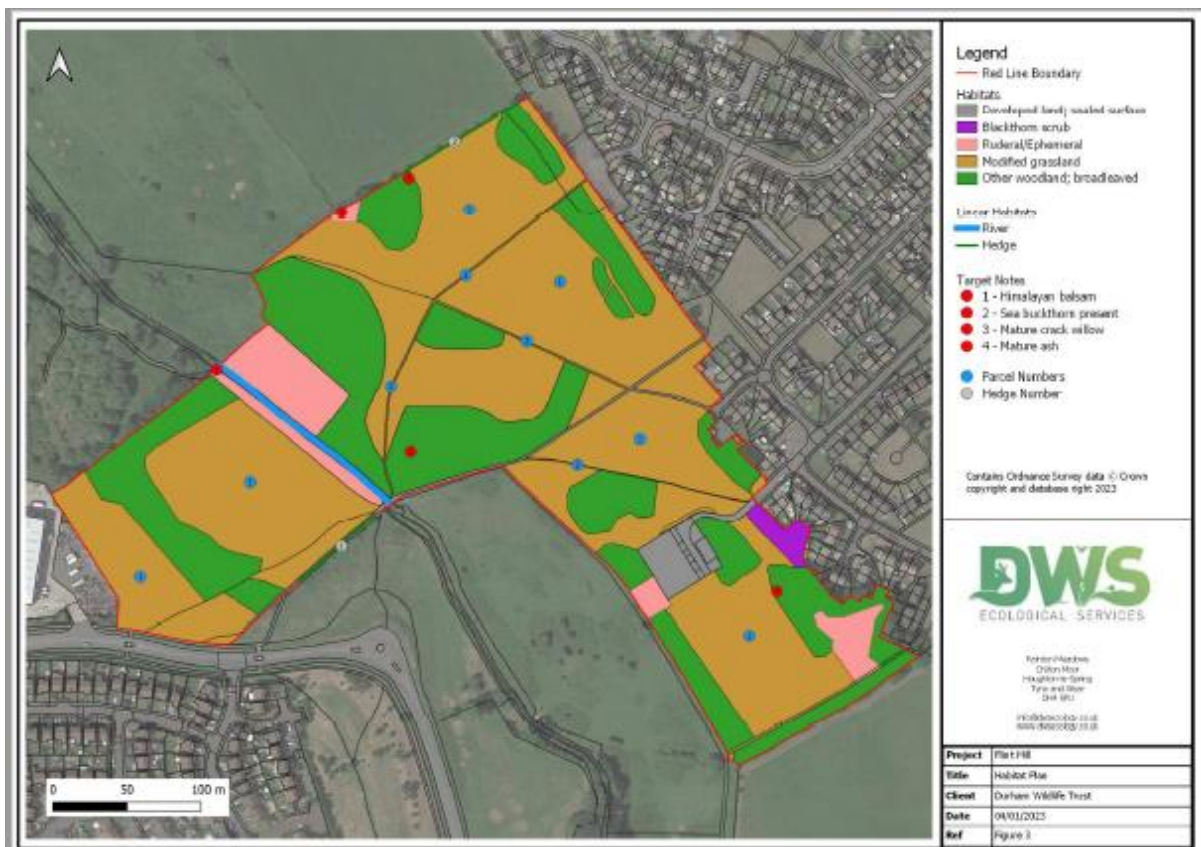 Legend
Red Line Boundary
Habitats
Developed land; sealed surface
Blackthorn scrub
Ruderal/Ephemeral
Modified grassland
Other woodland; broadleaved
Linear Habitats
River
Hedge
Target Notes
1 - Himalayan balsam
2 - Sea buckthorn present
3 - Mature crack willow
4 - Mature ash
Parcel Numbers
Hedge Number
Contains Ordnance Survey data © Crown
copyright and database right 2023
DWS
ECOLOGICAL SERVICES
Project Flint Hill
Title Habitat Plan
Client Durham Wildlife Trust
Date 04/01/2023
Ref Figure 3
0 50 100 m